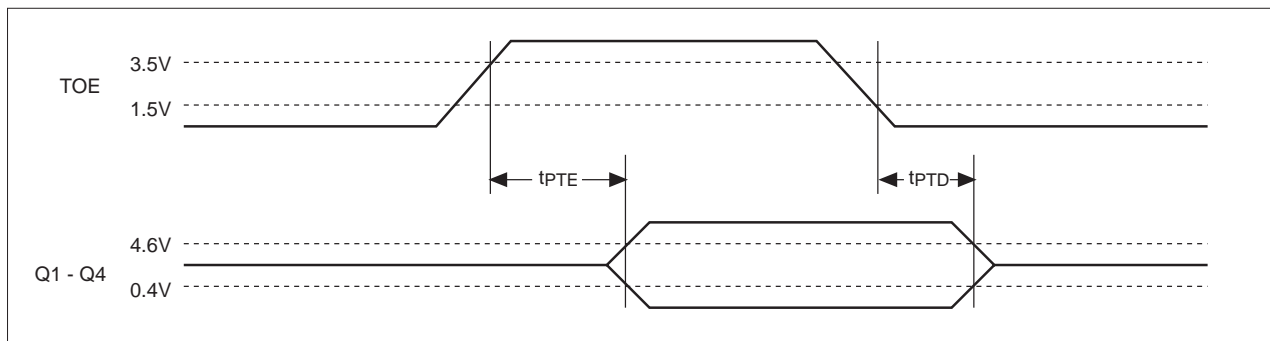 3.5V
TOE
1.5V
tPTE
tPTD
4.6V
Q1 - Q4
0.4V